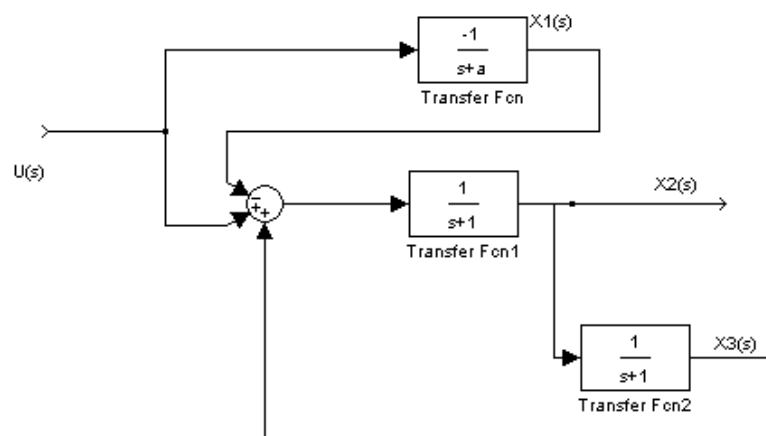 X1(s)
-1
s+a
Transfer Fcn
U(s)
−
+
+
1
s+1
Transfer Fcn1
X2(s)
1
s+1
Transfer Fcn2
X3(s)